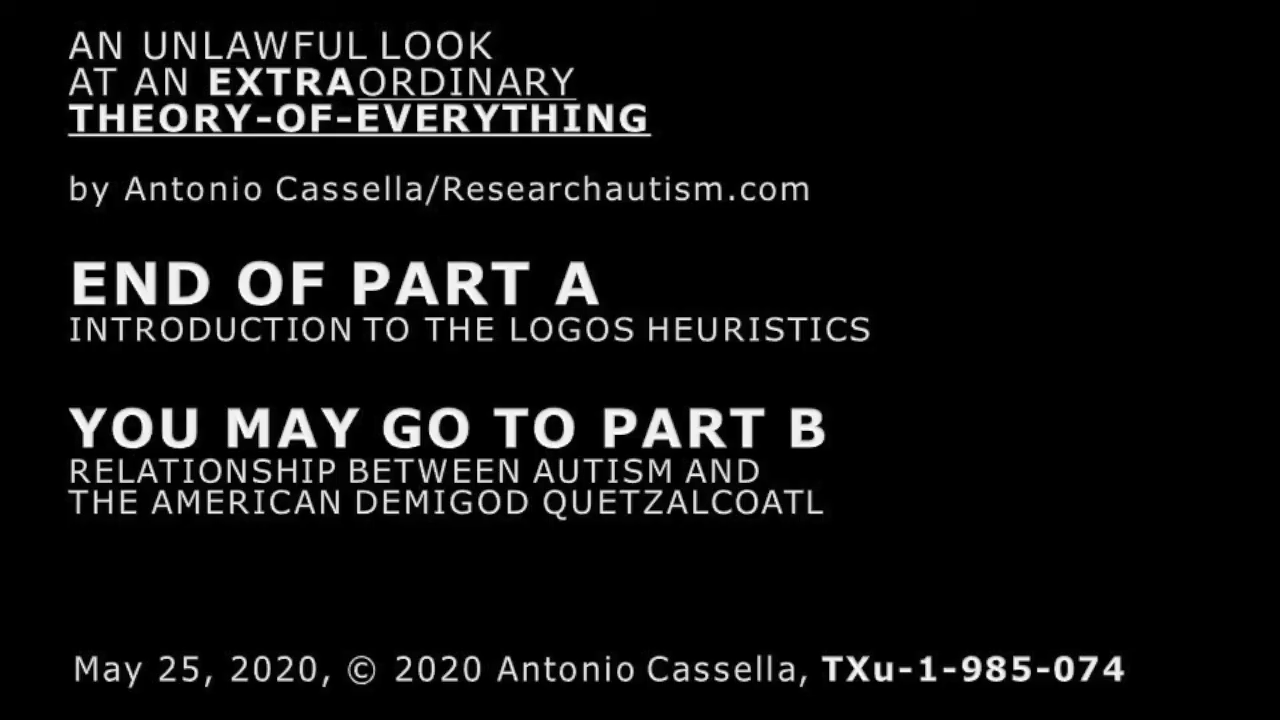 AN UNLAWFUL LOOK
AT AN EXTRAORDINARY
THEORY-OF-EVERYTHING
by Antonio Cassella/Researchautism.com
END OF PART A
INTRODUCTION TO THE LOGOS HEURISTICS
YOU MAY GO TO PART B
RELATIONSHIP BETWEEN AUTISM AND
THE AMERICAN DEMIGOD QUETZALCOATL
May 25, 2020, © 2020 Antonio Cassella, TXu-1-985-074